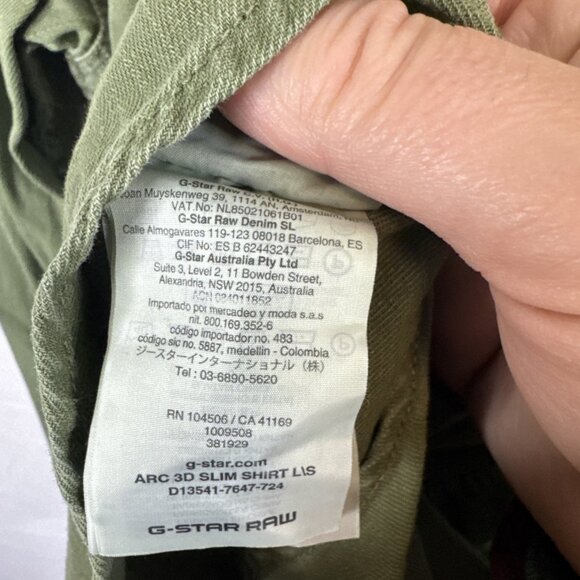 G-Star Raw
Joan Muyskenweg 39, 1114 AN, Amsterdam,
VAT.No: NL85021061B01
G-Star Raw Denim SL
Calle Almogavares 119-123 08018 Barcelona, ES
CIF No: ES B 62443247
G-Star Australia Pty Ltd
Suite 3, Level 2, 11 Bowden Street,
Alexandria, NSW 2015, Australia
ACN 084011852
Importado por mercadeo y moda s.a.s
nit. 800.169.352-6
código importador no. 483
código sic no. 5887, medellin - Colombia
ジースターインターナショナル(株)
Tel : 03-6890-5620
RN 104506 / CA 41169
1009508
381929
g-star.com
ARC 3D SLIM SHIRT L\S
D13541-7647-724
G-STAR RAW